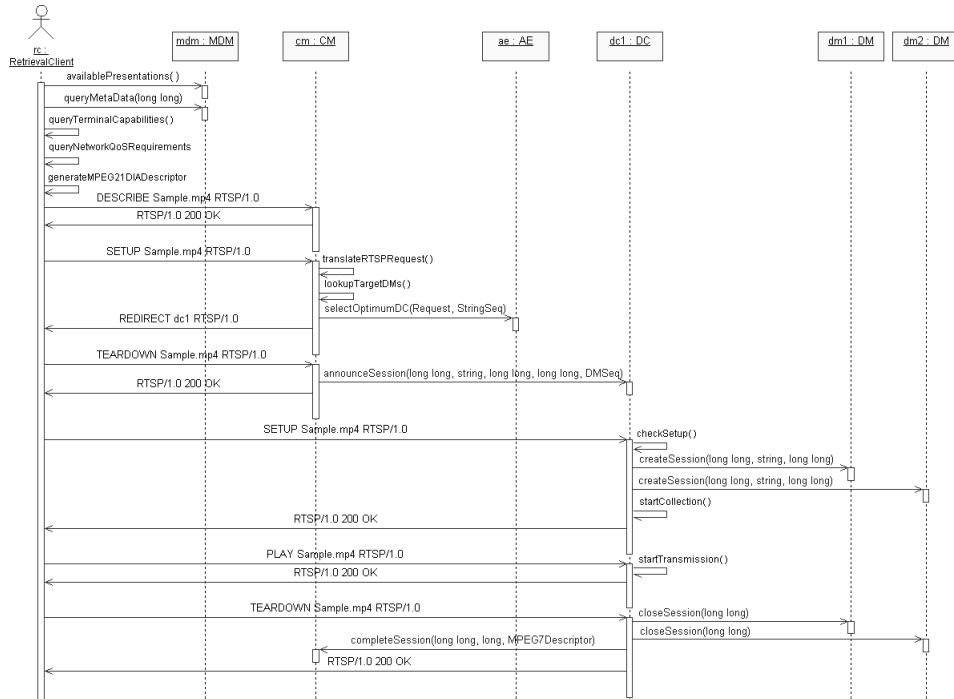 rc :
RetrievalClient
mdm : MDM
cm : CM
ae : AE
dc1 : DC
dm1 : DM
dm2 : DM
availablePresentations()
queryMetaData(long long)
queryTerminalCapabilities()
queryNetworkQoSRequirements
generateMPEG21DIADescriptor
DESCRIBE Sample.mp4 RTSP/1.0
RTSP/1.0 200 OK
SETUP Sample.mp4 RTSP/1.0
translateRTSPRequest()
lookupTargetDMs()
selectOptimumDC(Request, StringSeq)
REDIRECT dc1 RTSP/1.0
TEARDOWN Sample.mp4 RTSP/1.0
announceSession(long long, string, long long, long long, DMSeq)
RTSP/1.0 200 OK
SETUP Sample.mp4 RTSP/1.0
checkSetup()
createSession(long long, string, long long)
createSession(long long, string, long long)
startCollection()
RTSP/1.0 200 OK
PLAY Sample.mp4 RTSP/1.0
startTransmission()
RTSP/1.0 200 OK
TEARDOWN Sample.mp4 RTSP/1.0
closeSession(long long)
closeSession(long long)
completeSession(long long, long, MPEG7Descriptor)
RTSP/1.0 200 OK